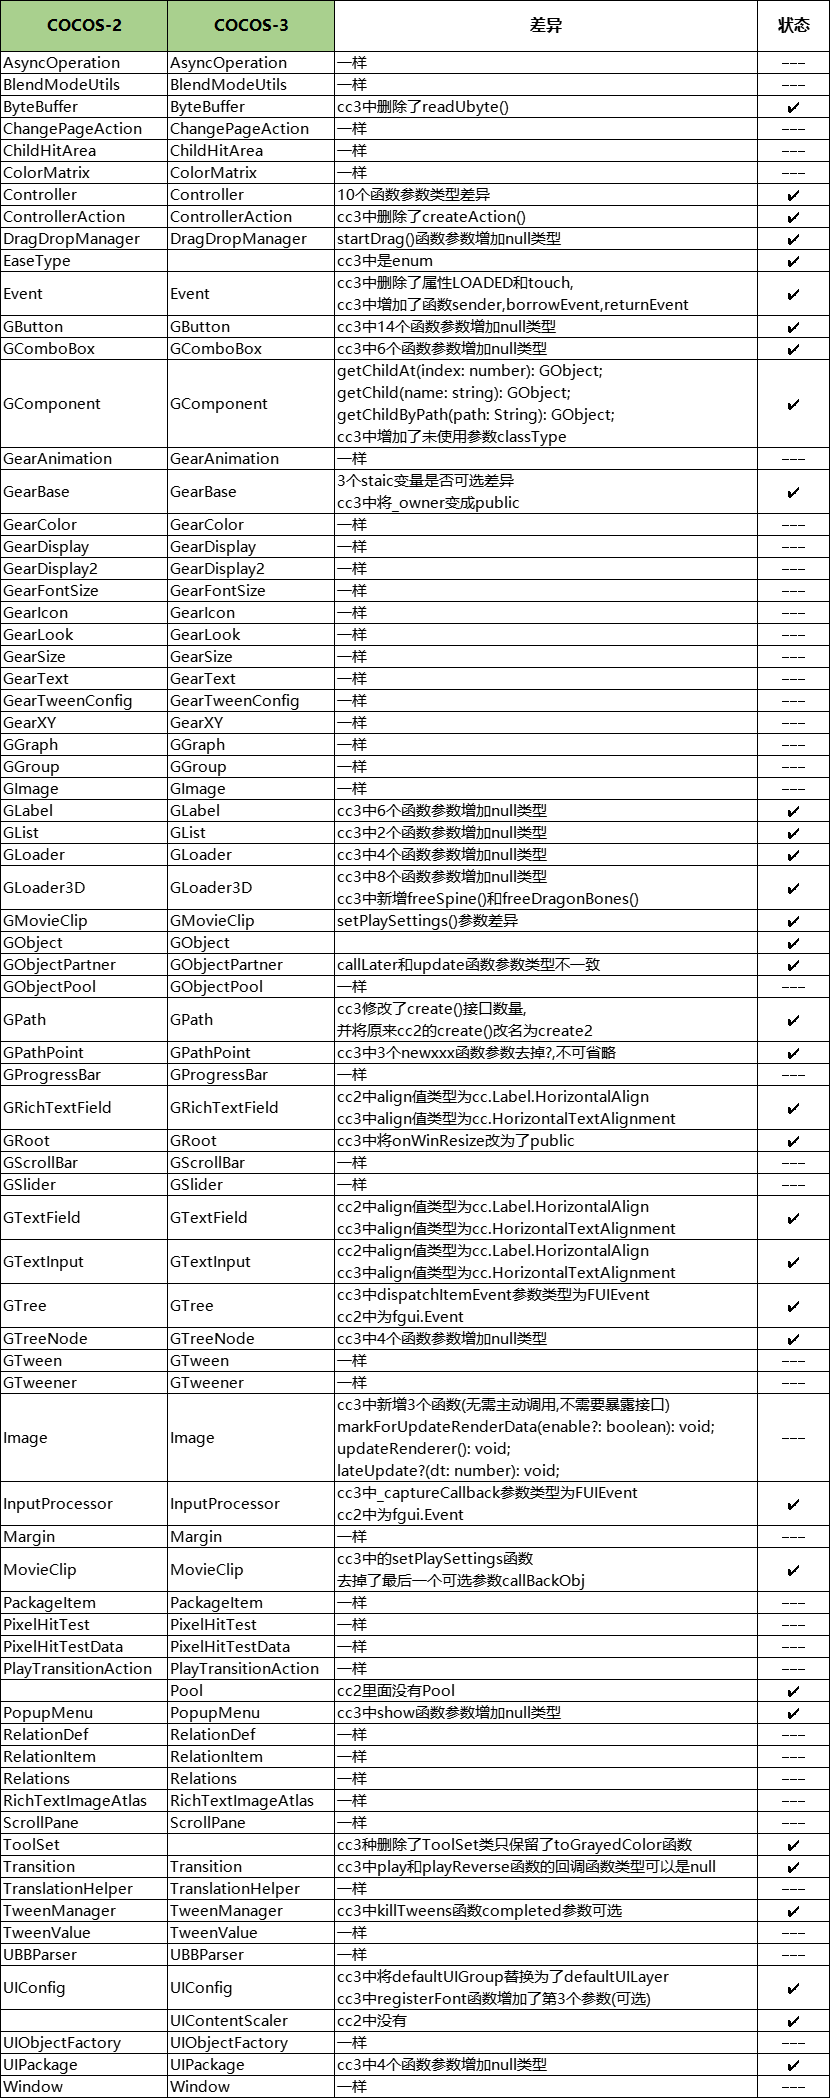 COCOS-2 COCOS-3 差异 状态
AsyncOperation AsyncOperation 一样 ---
BlendModeUtils BlendModeUtils 一样 ---
ByteBuffer ByteBuffer cc3中删除了readUbyte() ✔
ChangePageAction ChangePageAction 一样 ---
ChildHitArea ChildHitArea 一样 ---
ColorMatrix ColorMatrix 一样 ---
Controller Controller 10个函数参数类型差异 ✔
ControllerAction ControllerAction cc3中删除了createAction() ✔
DragDropManager DragDropManager startDrag()函数参数增加null类型 ✔
EaseType cc3中是enum ✔
Event Event cc3中删除了属性LOADED和touch, ✔
cc3中增加了函数sender,borrowEvent,returnEvent
GButton GButton cc3中14个函数参数增加null类型 ✔
GComboBox GComboBox cc3中6个函数参数增加null类型 ✔
GComponent GComponent getChildAt(index: number): GObject; ✔
getChild(name: string): GObject;
getChildByPath(path: String): GObject;
cc3中增加了未使用参数classType
GearAnimation GearAnimation 一样 ---
GearBase GearBase 3个staic变量是否可选差异 ✔
cc3中将_owner变成public
GearColor GearColor 一样 ---
GearDisplay GearDisplay 一样 ---
GearDisplay2 GearDisplay2 一样 ---
GearFontSize GearFontSize 一样 ---
GearIcon GearIcon 一样 ---
GearLook GearLook 一样 ---
GearSize GearSize 一样 ---
GearText GearText 一样 ---
GearTweenConfig GearTweenConfig 一样 ---
GearXY GearXY 一样 ---
GGraph GGraph 一样 ---
GGroup GGroup 一样 ---
GImage GImage 一样 ---
GLabel GLabel cc3中6个函数参数增加null类型 ✔
GList GList cc3中2个函数参数增加null类型 ✔
GLoader GLoader cc3中4个函数参数增加null类型 ✔
GLoader3D GLoader3D cc3中8个函数参数增加null类型 ✔
cc3中新增freeSpine()和freeDragonBones()
GMovieClip GMovieClip setPlaySettings()参数差异 ✔
GObject GObject ✔
GObjectPartner GObjectPartner callLater和update函数参数类型不一致 ✔
GObjectPool GObjectPool 一样 ---
GPath GPath cc3修改了create()接口数量, ✔
并将原来cc2的create()改名为create2
GPathPoint GPathPoint cc3中3个newxxx函数参数去掉?,不可省略 ✔
GProgressBar GProgressBar 一样 ---
GRichTextField GRichTextField cc2中align值类型为cc.Label.HorizontalAlign ✔
cc3中align值类型为cc.HorizontalTextAlignment
GRoot GRoot cc3中将onWinResize改为了public ✔
GScrollBar GScrollBar 一样 ---
GSlider GSlider 一样 ---
GTextField GTextField cc2中align值类型为cc.Label.HorizontalAlign ✔
cc3中align值类型为cc.HorizontalTextAlignment
GTextInput GTextInput cc2中align值类型为cc.Label.HorizontalAlign ✔
cc3中align值类型为cc.HorizontalTextAlignment
GTree GTree cc3中dispatchItemEvent参数类型为FUIEvent ✔
cc2中为fgui.Event
GTreeNode GTreeNode cc3中4个函数参数增加null类型 ✔
GTween GTween 一样 ---
GTweener GTweener 一样 ---
Image Image cc3中新增3个函数(无需主动调用,不需要暴露接口) ---
markForUpdateRenderData(enable?: boolean): void;
updateRenderer(): void;
lateUpdate?(dt: number): void;
InputProcessor InputProcessor cc3中_captureCallback参数类型为FUIEvent ✔
cc2中为fgui.Event
Margin Margin 一样 ---
MovieClip MovieClip cc3中的setPlaySettings函数 ✔
去掉了最后一个可选参数callBackObj
PackageItem PackageItem 一样 ---
PixelHitTest PixelHitTest 一样 ---
PixelHitTestData PixelHitTestData 一样 ---
PlayTransitionAction PlayTransitionAction 一样 ---
Pool cc2里面没有Pool ✔
PopupMenu PopupMenu cc3中show函数参数增加null类型 ✔
RelationDef RelationDef 一样 ---
RelationItem RelationItem 一样 ---
Relations Relations 一样 ---
RichTextImageAtlas RichTextImageAtlas 一样 ---
ScrollPane ScrollPane 一样 ---
ToolSet cc3种删除了ToolSet类只保留了toGrayedColor函数 ✔
Transition Transition cc3中play和playReverse函数的回调函数类型可以是null ✔
TranslationHelper TranslationHelper 一样 ---
TweenManager TweenManager cc3中killTweens函数completed参数可选 ✔
TweenValue TweenValue 一样 ---
UBBParser UBBParser 一样 ---
UIConfig UIConfig cc3中将defaultUIGroup替换为了defaultUILayer ✔
cc3中registerFont函数增加了第3个参数(可选)
UIContentScaler cc2中没有 ✔
UIObjectFactory UIObjectFactory 一样 ---
UIPackage UIPackage cc3中4个函数参数增加null类型 ✔
Window Window 一样 ---